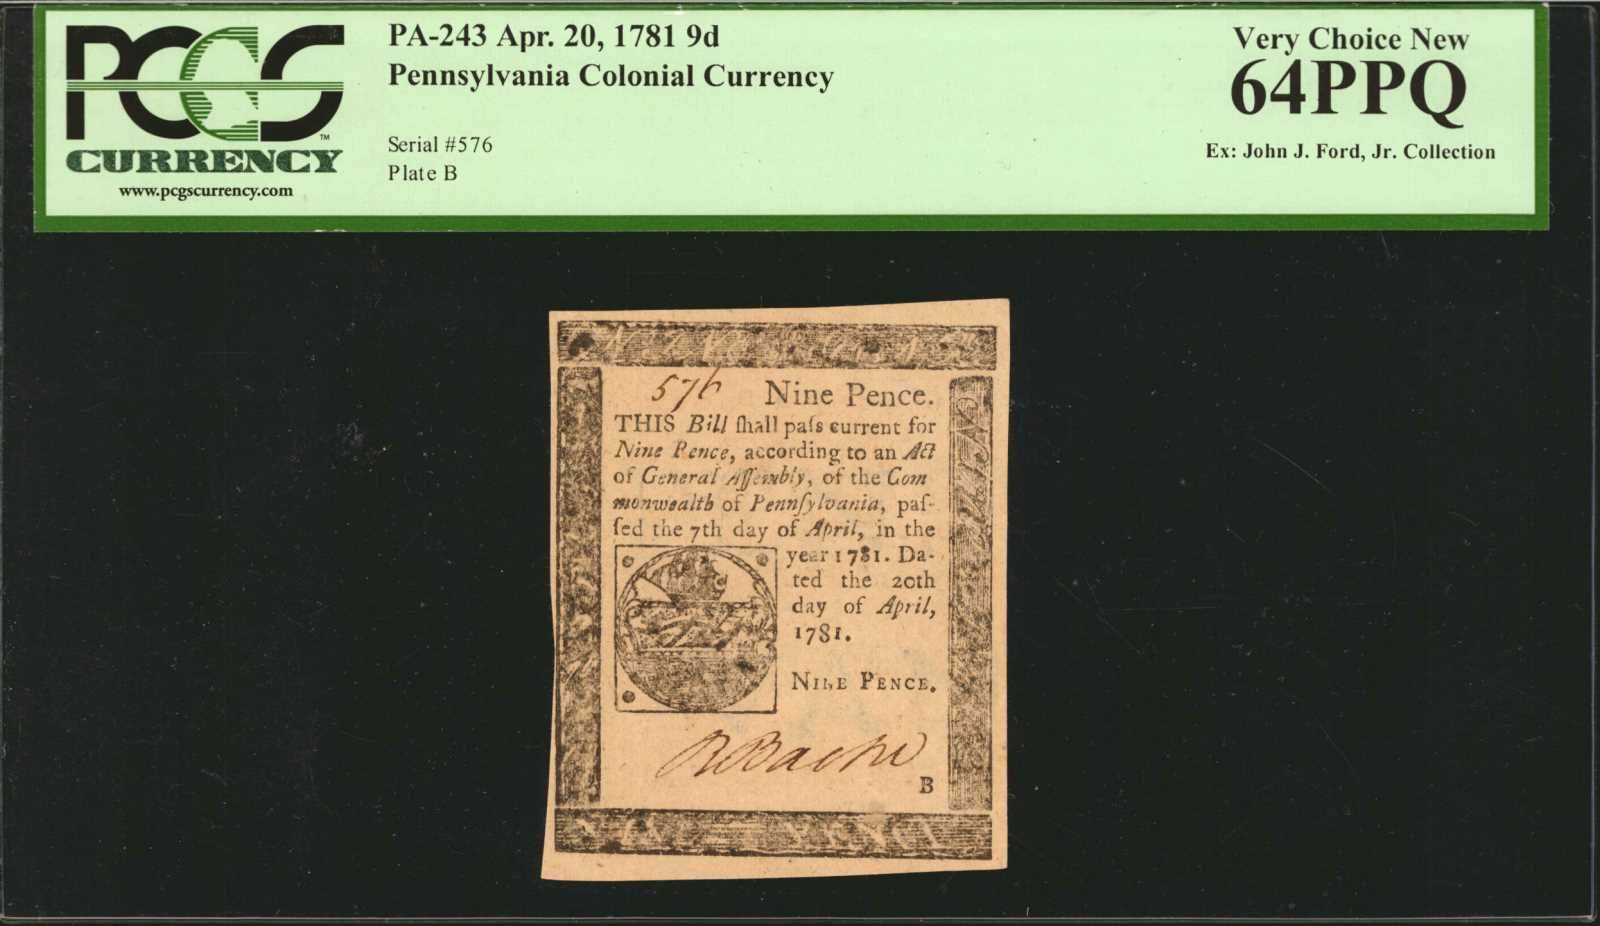 PCGS™
CURRENCY
www.pcgscurrency.com
PA-243 Apr. 20, 1781 9d
Pennsylvania Colonial Currency
Serial #576
Plate B
Very Choice New
64PPQ
Ex: John J. Ford, Jr. Collection
576 Nine Pence.
THIS Bill ſhall paſs current for
Nine Pence, according to an Act
of General Aſſembly, of the Com
monwealth of Pennſylvania, paſ-
ſed the 7th day of April, in the
year 1781. Da-
ted the 20th
day of April,
1781.
NINE PENCE.
R Bache
B